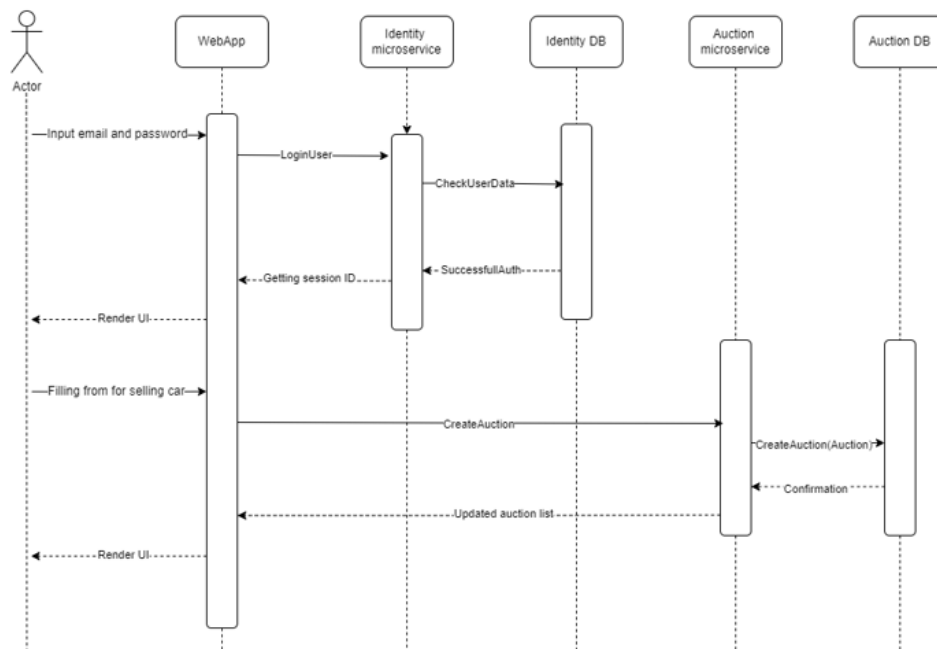 WebApp
Identity
microservice
Identity DB
Auction
microservice
Auction DB
Actor
Input email and password
LoginUser
CheckUserData
SuccessfullAuth
Getting session ID
Render UI
Filling from for selling car
CreateAuction
CreateAuction(Auction)
Confirmation
Updated auction list
Render UI